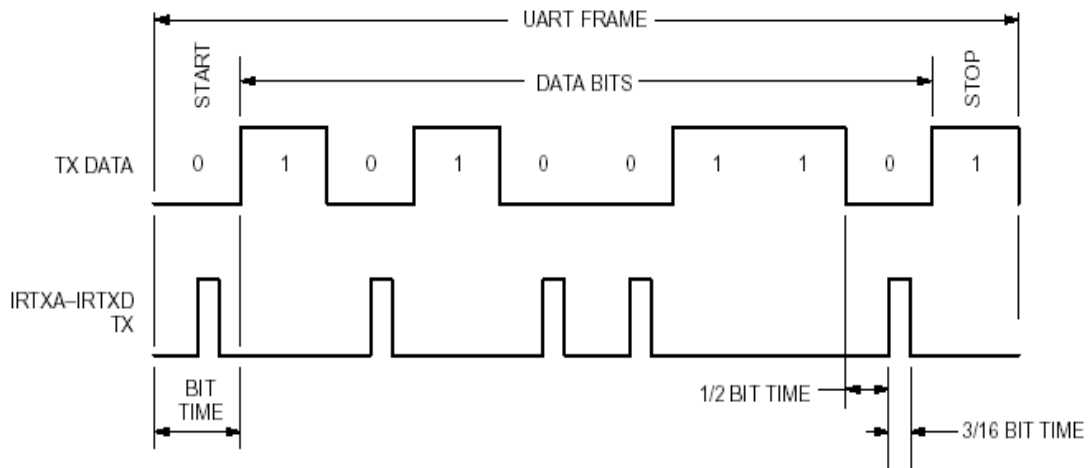 UART FRAME
START
DATA BITS
STOP
TX DATA
0 1 0 1 0 0 1 1 0 1
IRTXA–IRTXD
TX
BIT
TIME
1/2 BIT TIME
3/16 BIT TIME